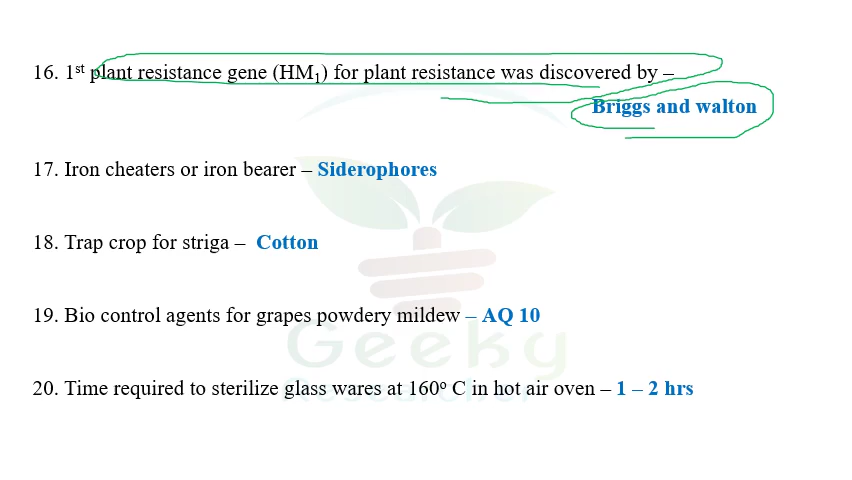 16. 1st plant resistance gene (HM1) for plant resistance was discovered by –
Briggs and walton
17. Iron cheaters or iron bearer – Siderophores
18. Trap crop for striga – Cotton
19. Bio control agents for grapes powdery mildew – AQ 10
Geeky
Researcher
20. Time required to sterilize glass wares at 160o C in hot air oven – 1 – 2 hrs